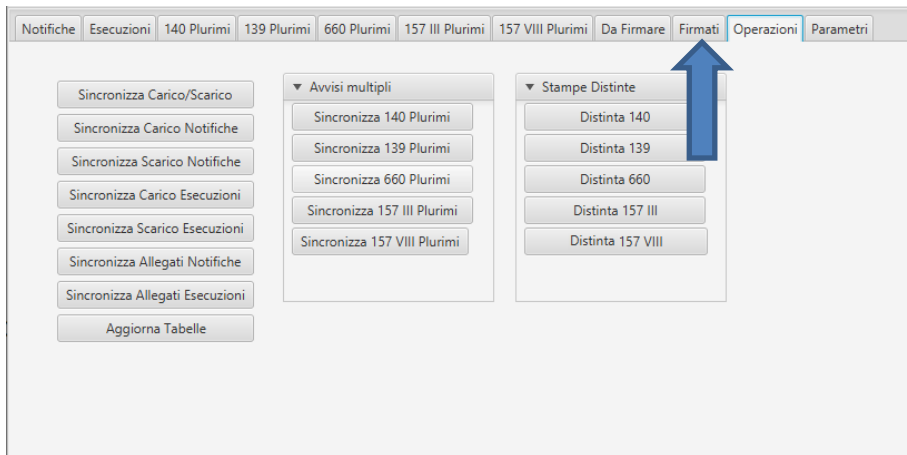 Notifiche Esecuzioni 140 Plurimi 139 Plurimi 660 Plurimi 157 III Plurimi 157 VIII Plurimi Da Firmare Firmati Operazioni Parametri
Sincronizza Carico/Scarico
Sincronizza Carico Notifiche
Sincronizza Scarico Notifiche
Sincronizza Carico Esecuzioni
Sincronizza Scarico Esecuzioni
Sincronizza Allegati Notifiche
Sincronizza Allegati Esecuzioni
Aggiorna Tabelle
Avvisi multipli
Sincronizza 140 Plurimi
Sincronizza 139 Plurimi
Sincronizza 660 Plurimi
Sincronizza 157 III Plurimi
Sincronizza 157 VIII Plurimi
Stampe Distinte
Distinta 140
Distinta 139
Distinta 660
Distinta 157 III
Distinta 157 VIII